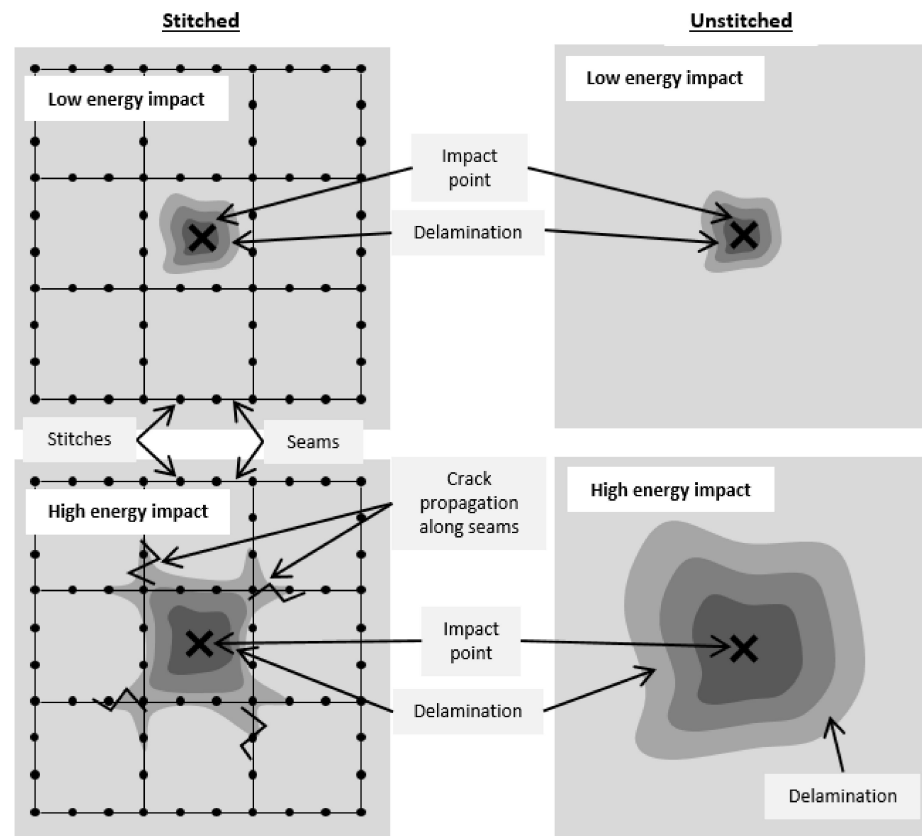 Stitched
Unstitched
Low energy impact
Low energy impact
Impact
point
Delamination
Stitches
Seams
High energy impact
Crack
propagation
along seams
High energy impact
Impact
point
Delamination
Delamination